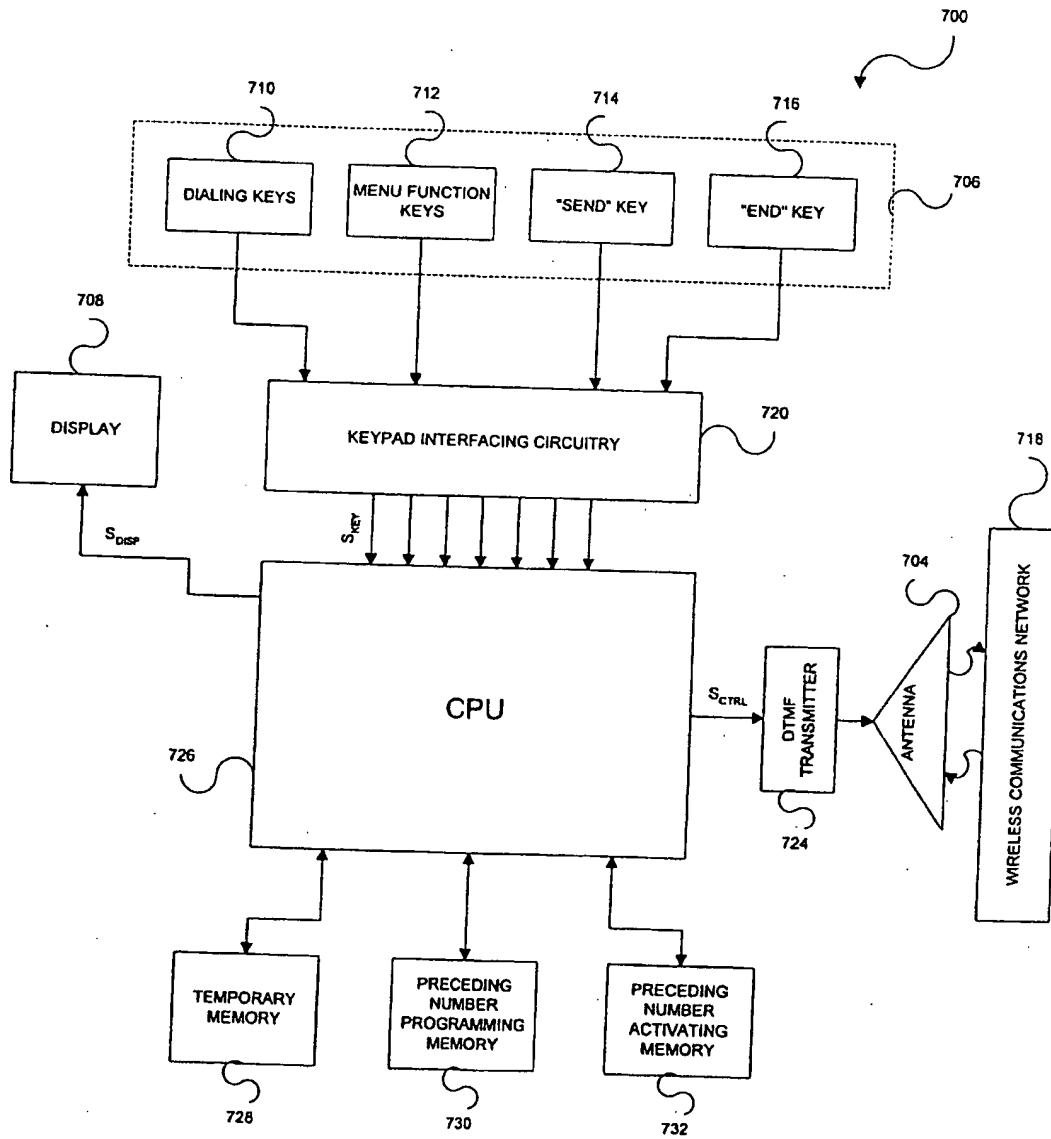 700
710
712
714
716
DIALING KEYS
MENU FUNCTION
KEYS
"SEND" KEY
"END" KEY
706
708
DISPLAY
KEYPAD INTERFACING CIRCUITRY
720
718
S_DISP
S_KEY
704
CPU
S_CTRL
DTMF
TRANSMITTER
ANTENNA
WIRELESS COMMUNICATIONS NETWORK
726
724
TEMPORARY
MEMORY
PRECEDING
NUMBER
PROGRAMMING
MEMORY
PRECEDING
NUMBER
ACTIVATING
MEMORY
728
730
732